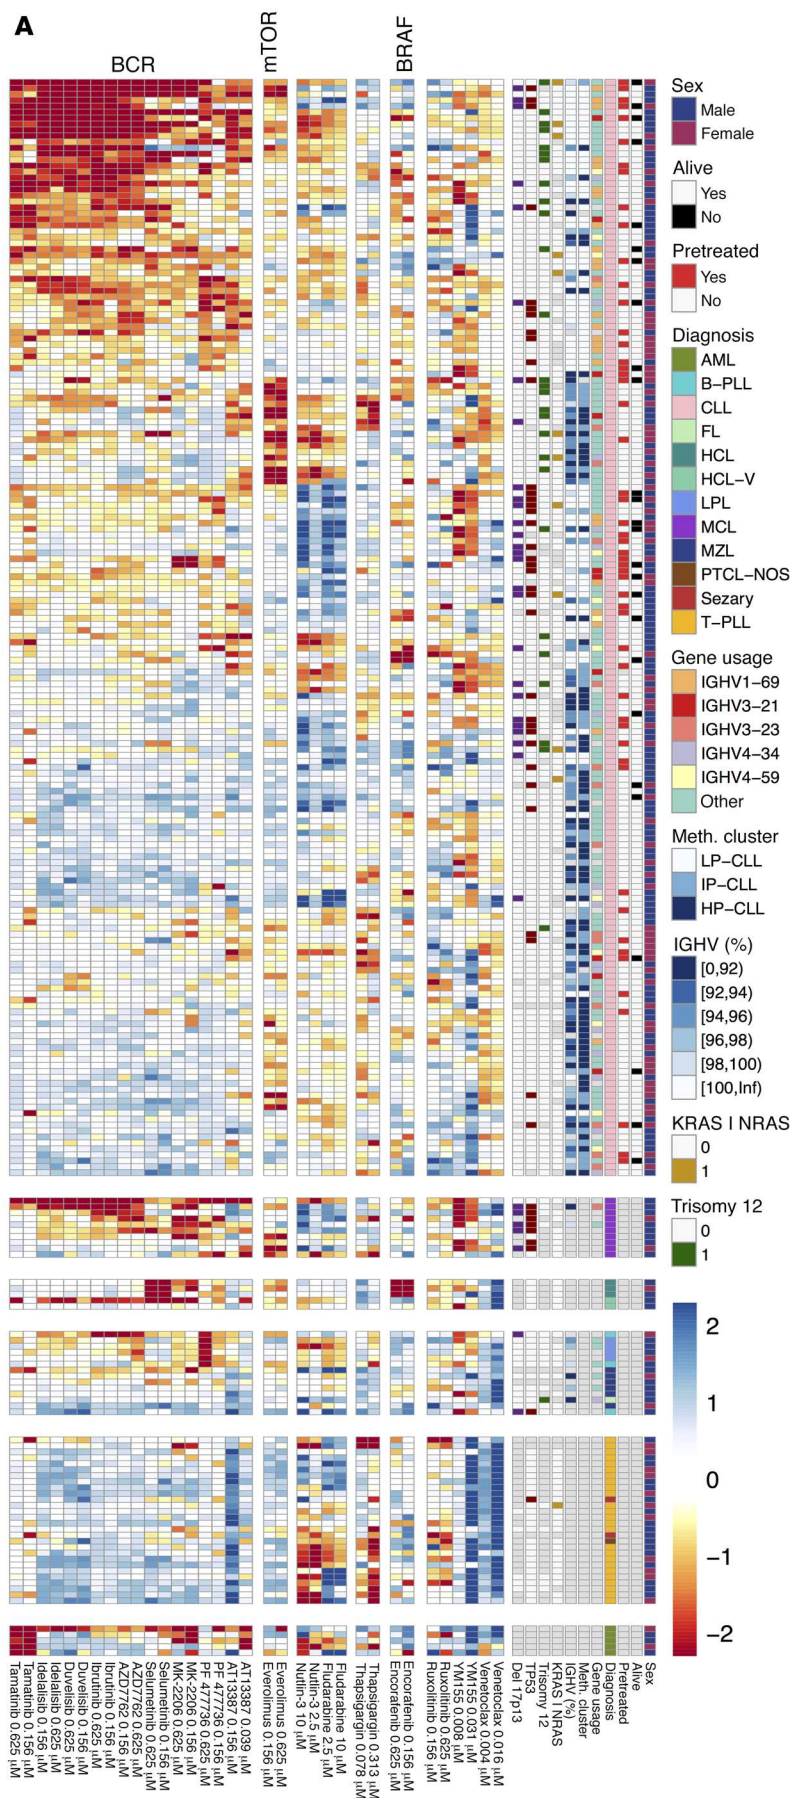 A
BCR
mTOR
BRAF
Sex
Male
Female
Alive
Yes
No
Pretreated
Yes
No
Diagnosis
AML
B−PLL
CLL
FL
HCL
HCL−V
LPL
MCL
MZL
PTCL−NOS
Sezary
T−PLL
Gene usage
IGHV1−69
IGHV3−21
IGHV3−23
IGHV4−34
IGHV4−59
Other
Meth. cluster
LP−CLL
IP−CLL
HP−CLL
IGHV (%)
[0,92)
[92,94)
[94,96)
[96,98)
[98,100)
[100,Inf)
KRAS I NRAS
0
1
Trisomy 12
0
1
2
1
0
−1
−2
Tamatinib 0.625 µM
Tamatinib 0.156 µM
Idelalisib 0.156 µM
Idelalisib 0.625 µM
Duvelisib 0.625 µM
Duvelisib 0.156 µM
Ibrutinib 0.625 µM
Ibrutinib 0.156 µM
AZD7762 0.156 µM
AZD7762 0.625 µM
Selumetinib 0.625 µM
Selumetinib 0.156 µM
MK−2206 0.625 µM
MK−2206 0.156 µM
PF 477736 0.625 µM
PF 477736 0.156 µM
AT13387 0.156 µM
AT13387 0.039 µM
Everolimus 0.156 µM
Everolimus 0.625 µM
Nutlin−3 10 µM
Nutlin−3 2.5 µM
Fludarabine 2.5 µM
Fludarabine 10 µM
Thapsigargin 0.078 µM
Thapsigargin 0.313 µM
Encorafenib 0.625 µM
Encorafenib 0.156 µM
Ruxolitinib 0.156 µM
Ruxolitinib 0.625 µM
YM155 0.008 µM
YM155 0.031 µM
Venetoclax 0.004 µM
Venetoclax 0.016 µM
Del 17p13
TP53
Trisomy 12
KRAS I NRAS
IGHV (%)
Meth. cluster
Gene usage
Diagnosis
Pretreated
Alive
Sex